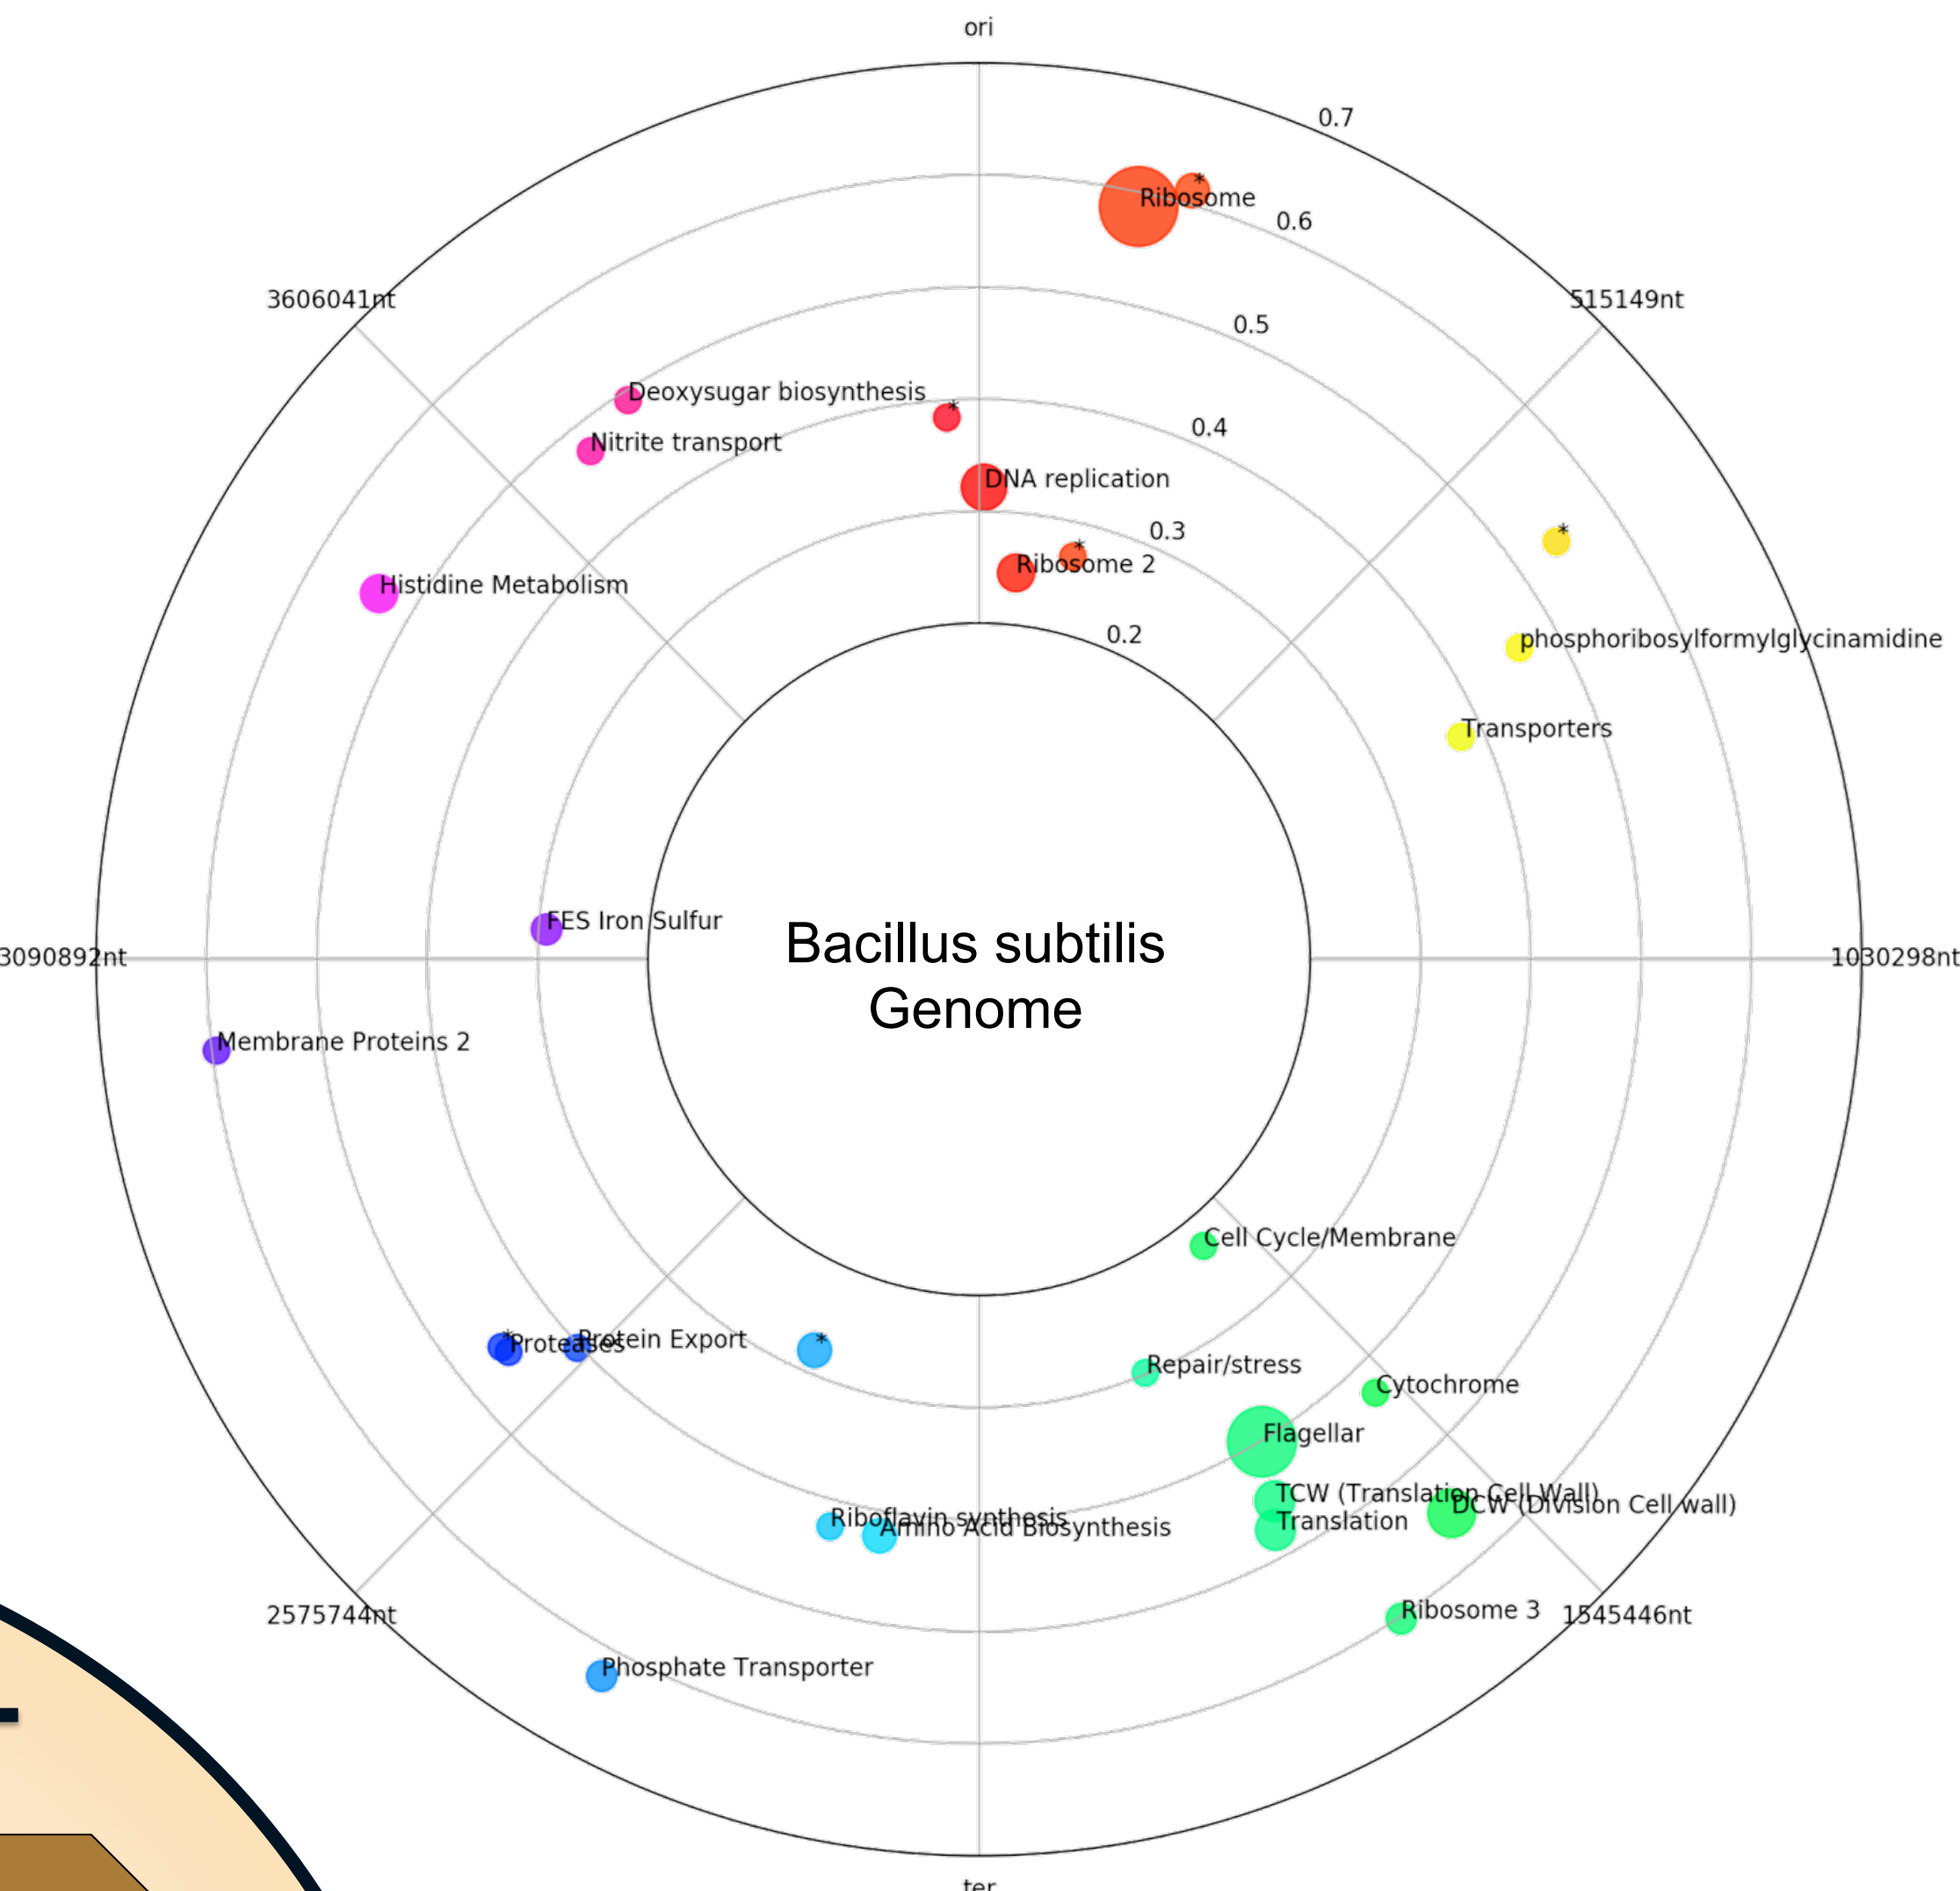 ori
0.7
*
Ribosome
0.6
3606041nt
515149nt
0.5
Deoxysugar biosynthesis
*
0.4
Nitrite transport
DNA replication
*
0.3
*
Ribosome 2
Histidine Metabolism
0.2
phosphoribosylformylglycinamidine
Transporters
FES Iron Sulfur
Bacillus subtilis
Genome
3090892nt
1030298nt
Membrane Proteins 2
Cell Cycle/Membrane
*
Proteases
Protein Export
*
Repair/stress
Cytochrome
Flagellar
TCW (Translation Cell Wall)
DCW (Division Cell wall)
Riboflavin synthesis
Amino Acid Biosynthesis
Translation
2575744nt
Ribosome 3
1545446nt
Phosphate Transporter
ter